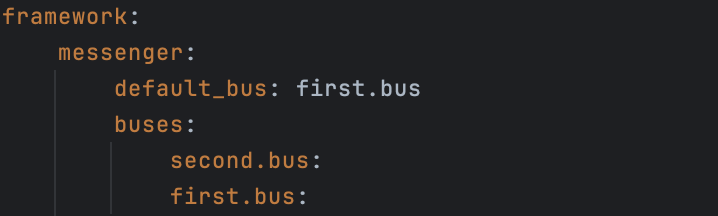 framework:
    messenger:
        default_bus: first.bus
        buses:
            second.bus:
            first.bus: